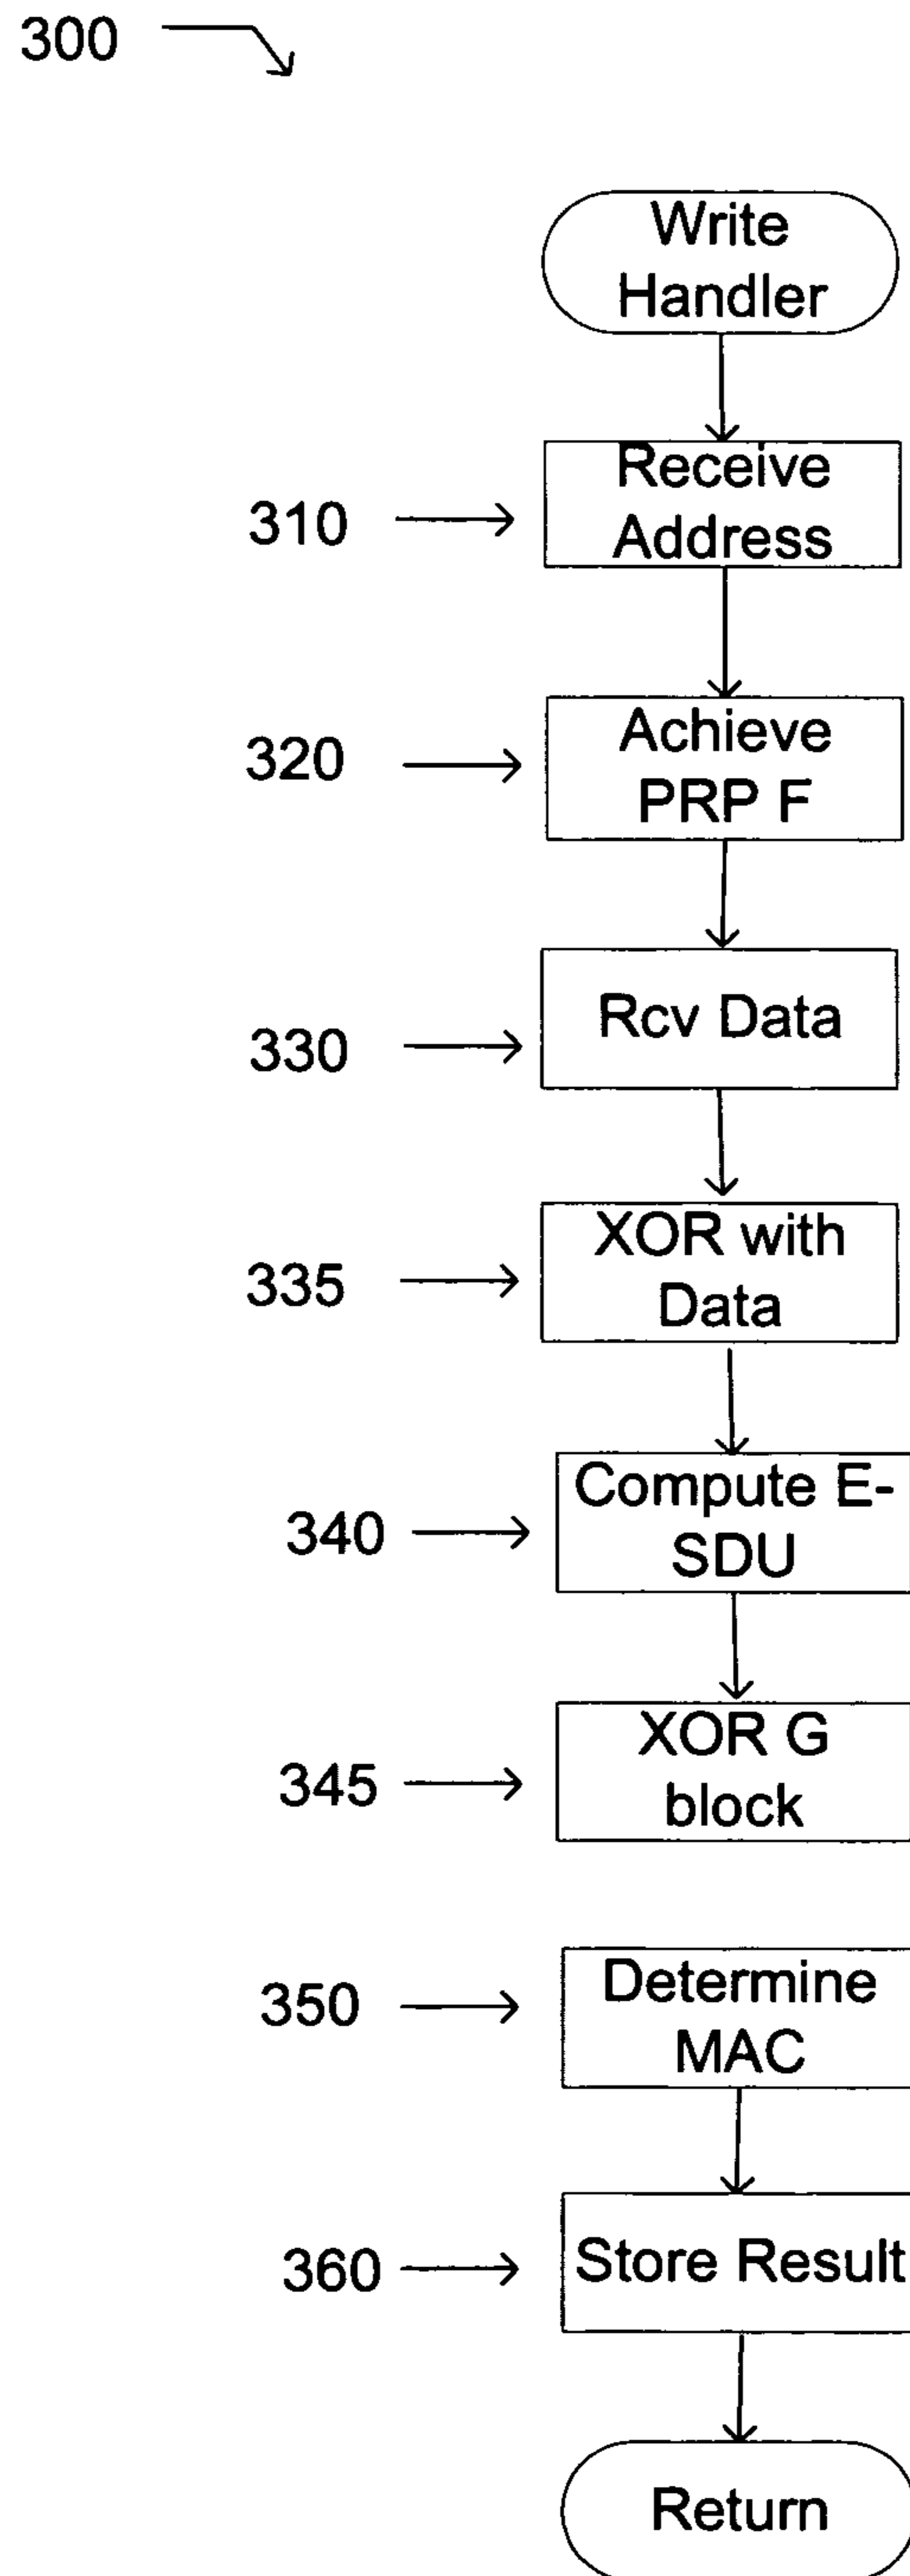 300
Write
Handler
310
Receive
Address
320
Achieve
PRP F
330
Rcv Data
335
XOR with
Data
340
Compute E-
SDU
345
XOR G
block
350
Determine
MAC
360
Store Result
Return